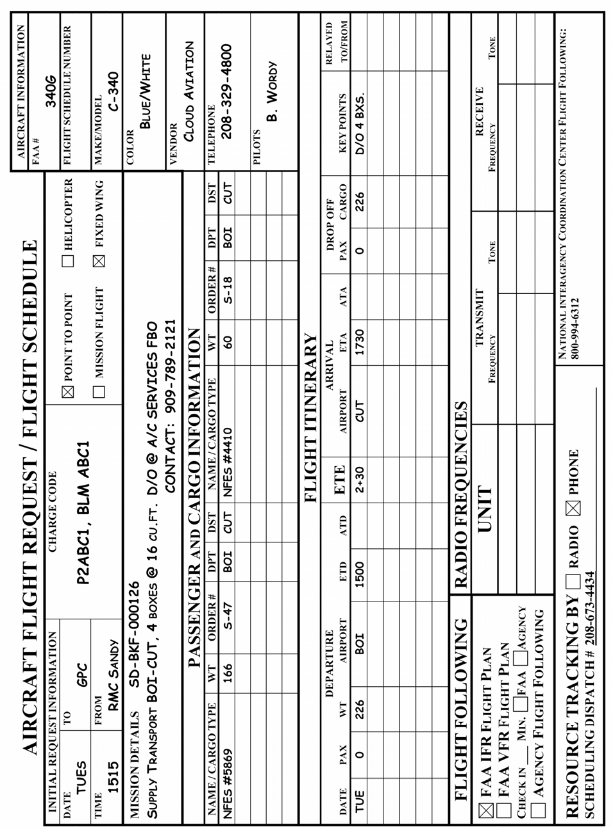 AIRCRAFT FLIGHT REQUEST / FLIGHT SCHEDULE
INITIAL REQUEST INFORMATION
DATE TUES TO GPC
TIME 1515 FROM RMC SANDY
CHARGE CODE
P2ABC1, BLM ABC1
☒ POINT TO POINT ☐ HELICOPTER
☐ MISSION FLIGHT ☒ FIXED WING
AIRCRAFT INFORMATION
FAA #
340G
FLIGHT SCHEDULE NUMBER
MAKE/MODEL
C-340
COLOR
BLUE/WHITE
VENDOR
CLOUD AVIATION
TELEPHONE
208-329-4800
PILOTS
B. WORDY
MISSION DETAILS SD-BKF-000126
SUPPLY TRANSPORT BOI-CUT, 4 BOXES @ 16 CU.FT. D/O @ A/C SERVICES FBO
CONTACT: 909-789-2121
PASSENGER AND CARGO INFORMATION
NAME / CARGO TYPE WT ORDER # DPT DST NAME / CARGO TYPE WT ORDER # DPT DST
NFES #5869 166 S-47 BOI CUT NFES #4410 60 S-18 BOI CUT
FLIGHT ITINERARY
DEPARTURE ETE ARRIVAL DROP OFF KEY POINTS RELAYED TO/FROM
DATE PAX WT AIRPORT ETD ATD AIRPORT ETA ATA PAX CARGO
TUE 0 226 BOI 1500 2+30 CUT 1730 0 226 D/O 4 BXS.
FLIGHT FOLLOWING
☒ FAA IFR FLIGHT PLAN
☐ FAA VFR FLIGHT PLAN
CHECK IN ___ MIN. ☐ FAA ☐ AGENCY
☐ AGENCY FLIGHT FOLLOWING
RADIO FREQUENCIES
UNIT TRANSMIT RECEIVE
FREQUENCY TONE FREQUENCY TONE
RESOURCE TRACKING BY ☐ RADIO ☒ PHONE
SCHEDULING DISPATCH # 208-673-4434
NATIONAL INTERAGENCY COORDINATION CENTER FLIGHT FOLLOWING:
800-994-6312